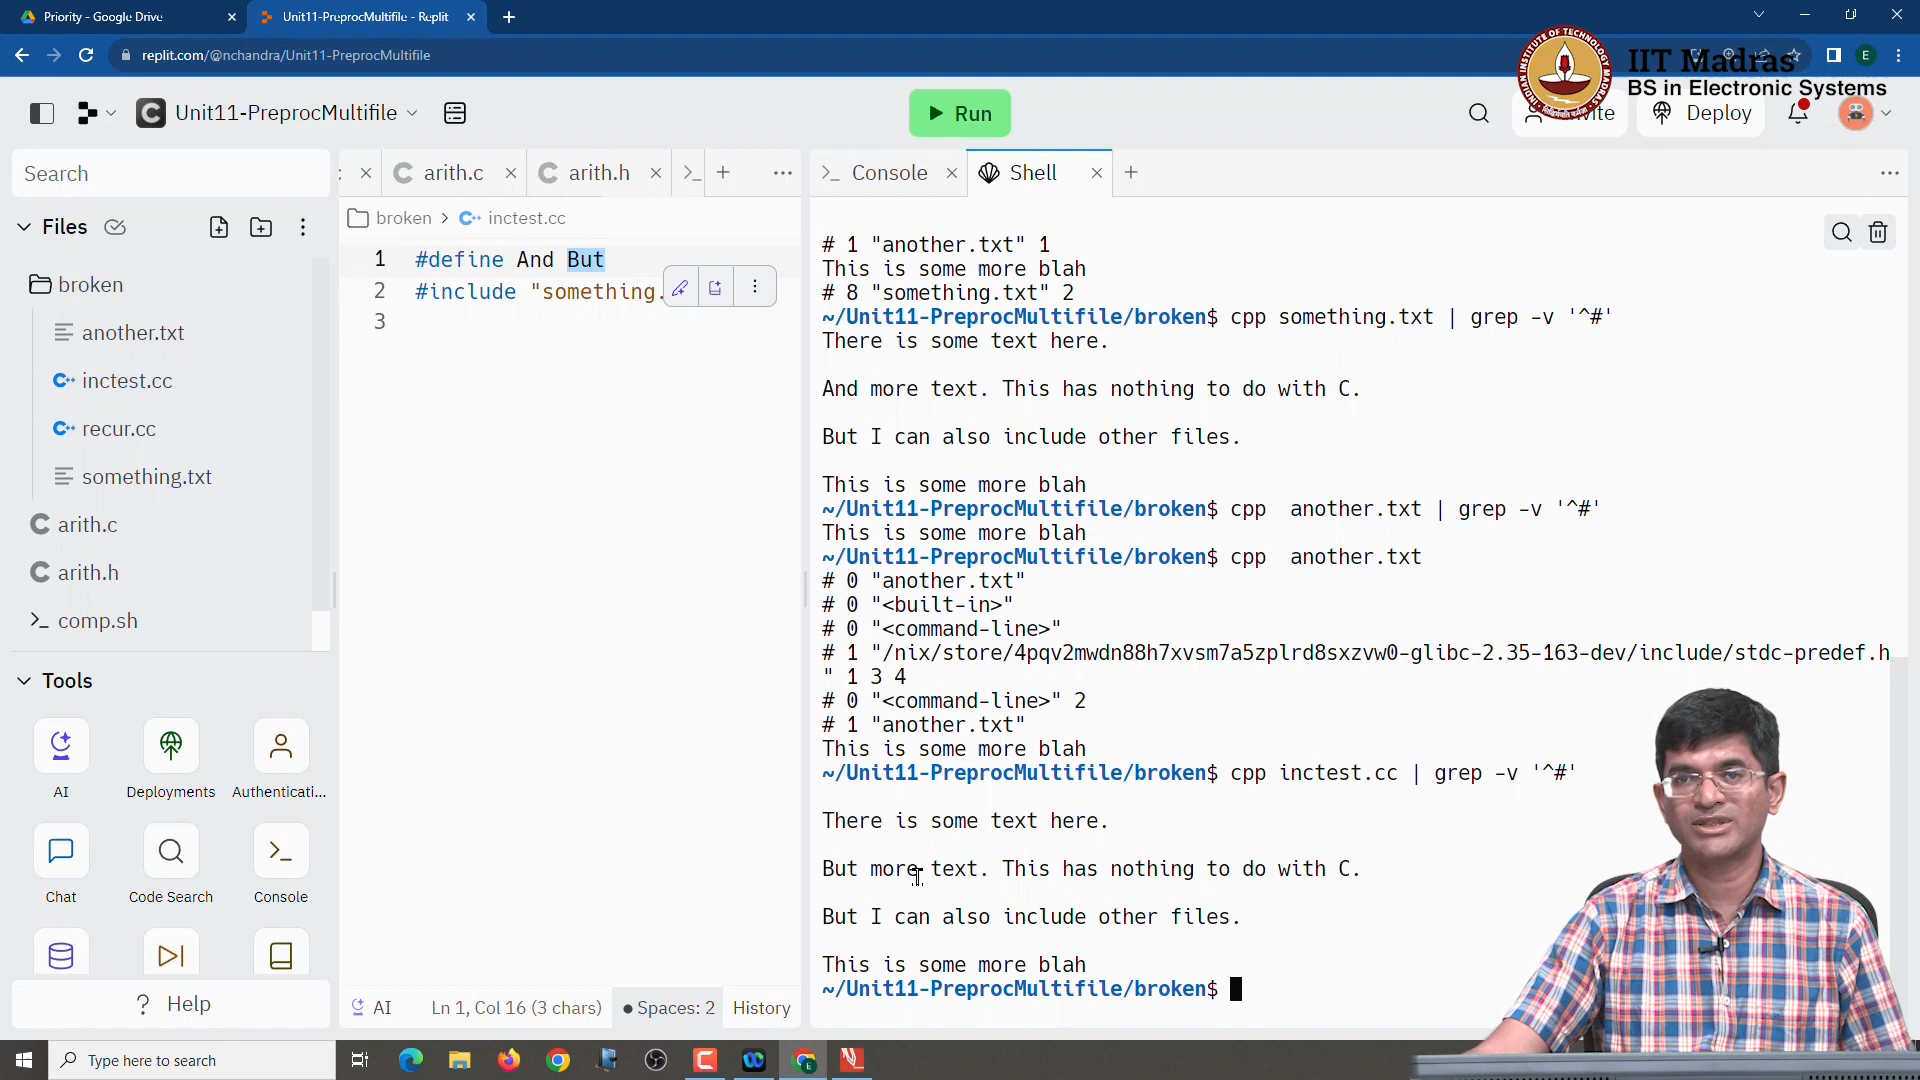 Priority - Google Drive
Unit11-PreprocMultifile - Replit
replit.com/@nchandra/Unit11-PreprocMultifile
E
IIT Madras
BS in Electronic Systems
Unit11-PreprocMultifile
Run
Deploy
Search
Files
broken
another.txt
inctest.cc
recur.cc
something.txt
arith.c
arith.h
comp.sh
Tools
AI
Deployments
Authenticati...
Chat
Code Search
Console
Help
arith.c
arith.h
broken > inctest.cc
1 #define And But
2 #include "something.
3
AI
Ln 1, Col 16 (3 chars)
Spaces: 2
History
Console
Shell
# 1 "another.txt" 1
This is some more blah
# 8 "something.txt" 2
~/Unit11-PreprocMultifile/broken$ cpp something.txt | grep -v '^#'
There is some text here.
And more text. This has nothing to do with C.
But I can also include other files.
This is some more blah
~/Unit11-PreprocMultifile/broken$ cpp  another.txt | grep -v '^#'
This is some more blah
~/Unit11-PreprocMultifile/broken$ cpp  another.txt
# 0 "another.txt"
# 0 "<built-in>"
# 0 "<command-line>"
# 1 "/nix/store/4pqv2mwdn88h7xvsm7a5zplrd8sxzvw0-glibc-2.35-163-dev/include/stdc-predef.h
" 1 3 4
# 0 "<command-line>" 2
# 1 "another.txt"
This is some more blah
~/Unit11-PreprocMultifile/broken$ cpp inctest.cc | grep -v '^#'
There is some text here.
But more text. This has nothing to do with C.
But I can also include other files.
This is some more blah
~/Unit11-PreprocMultifile/broken$
Type here to search